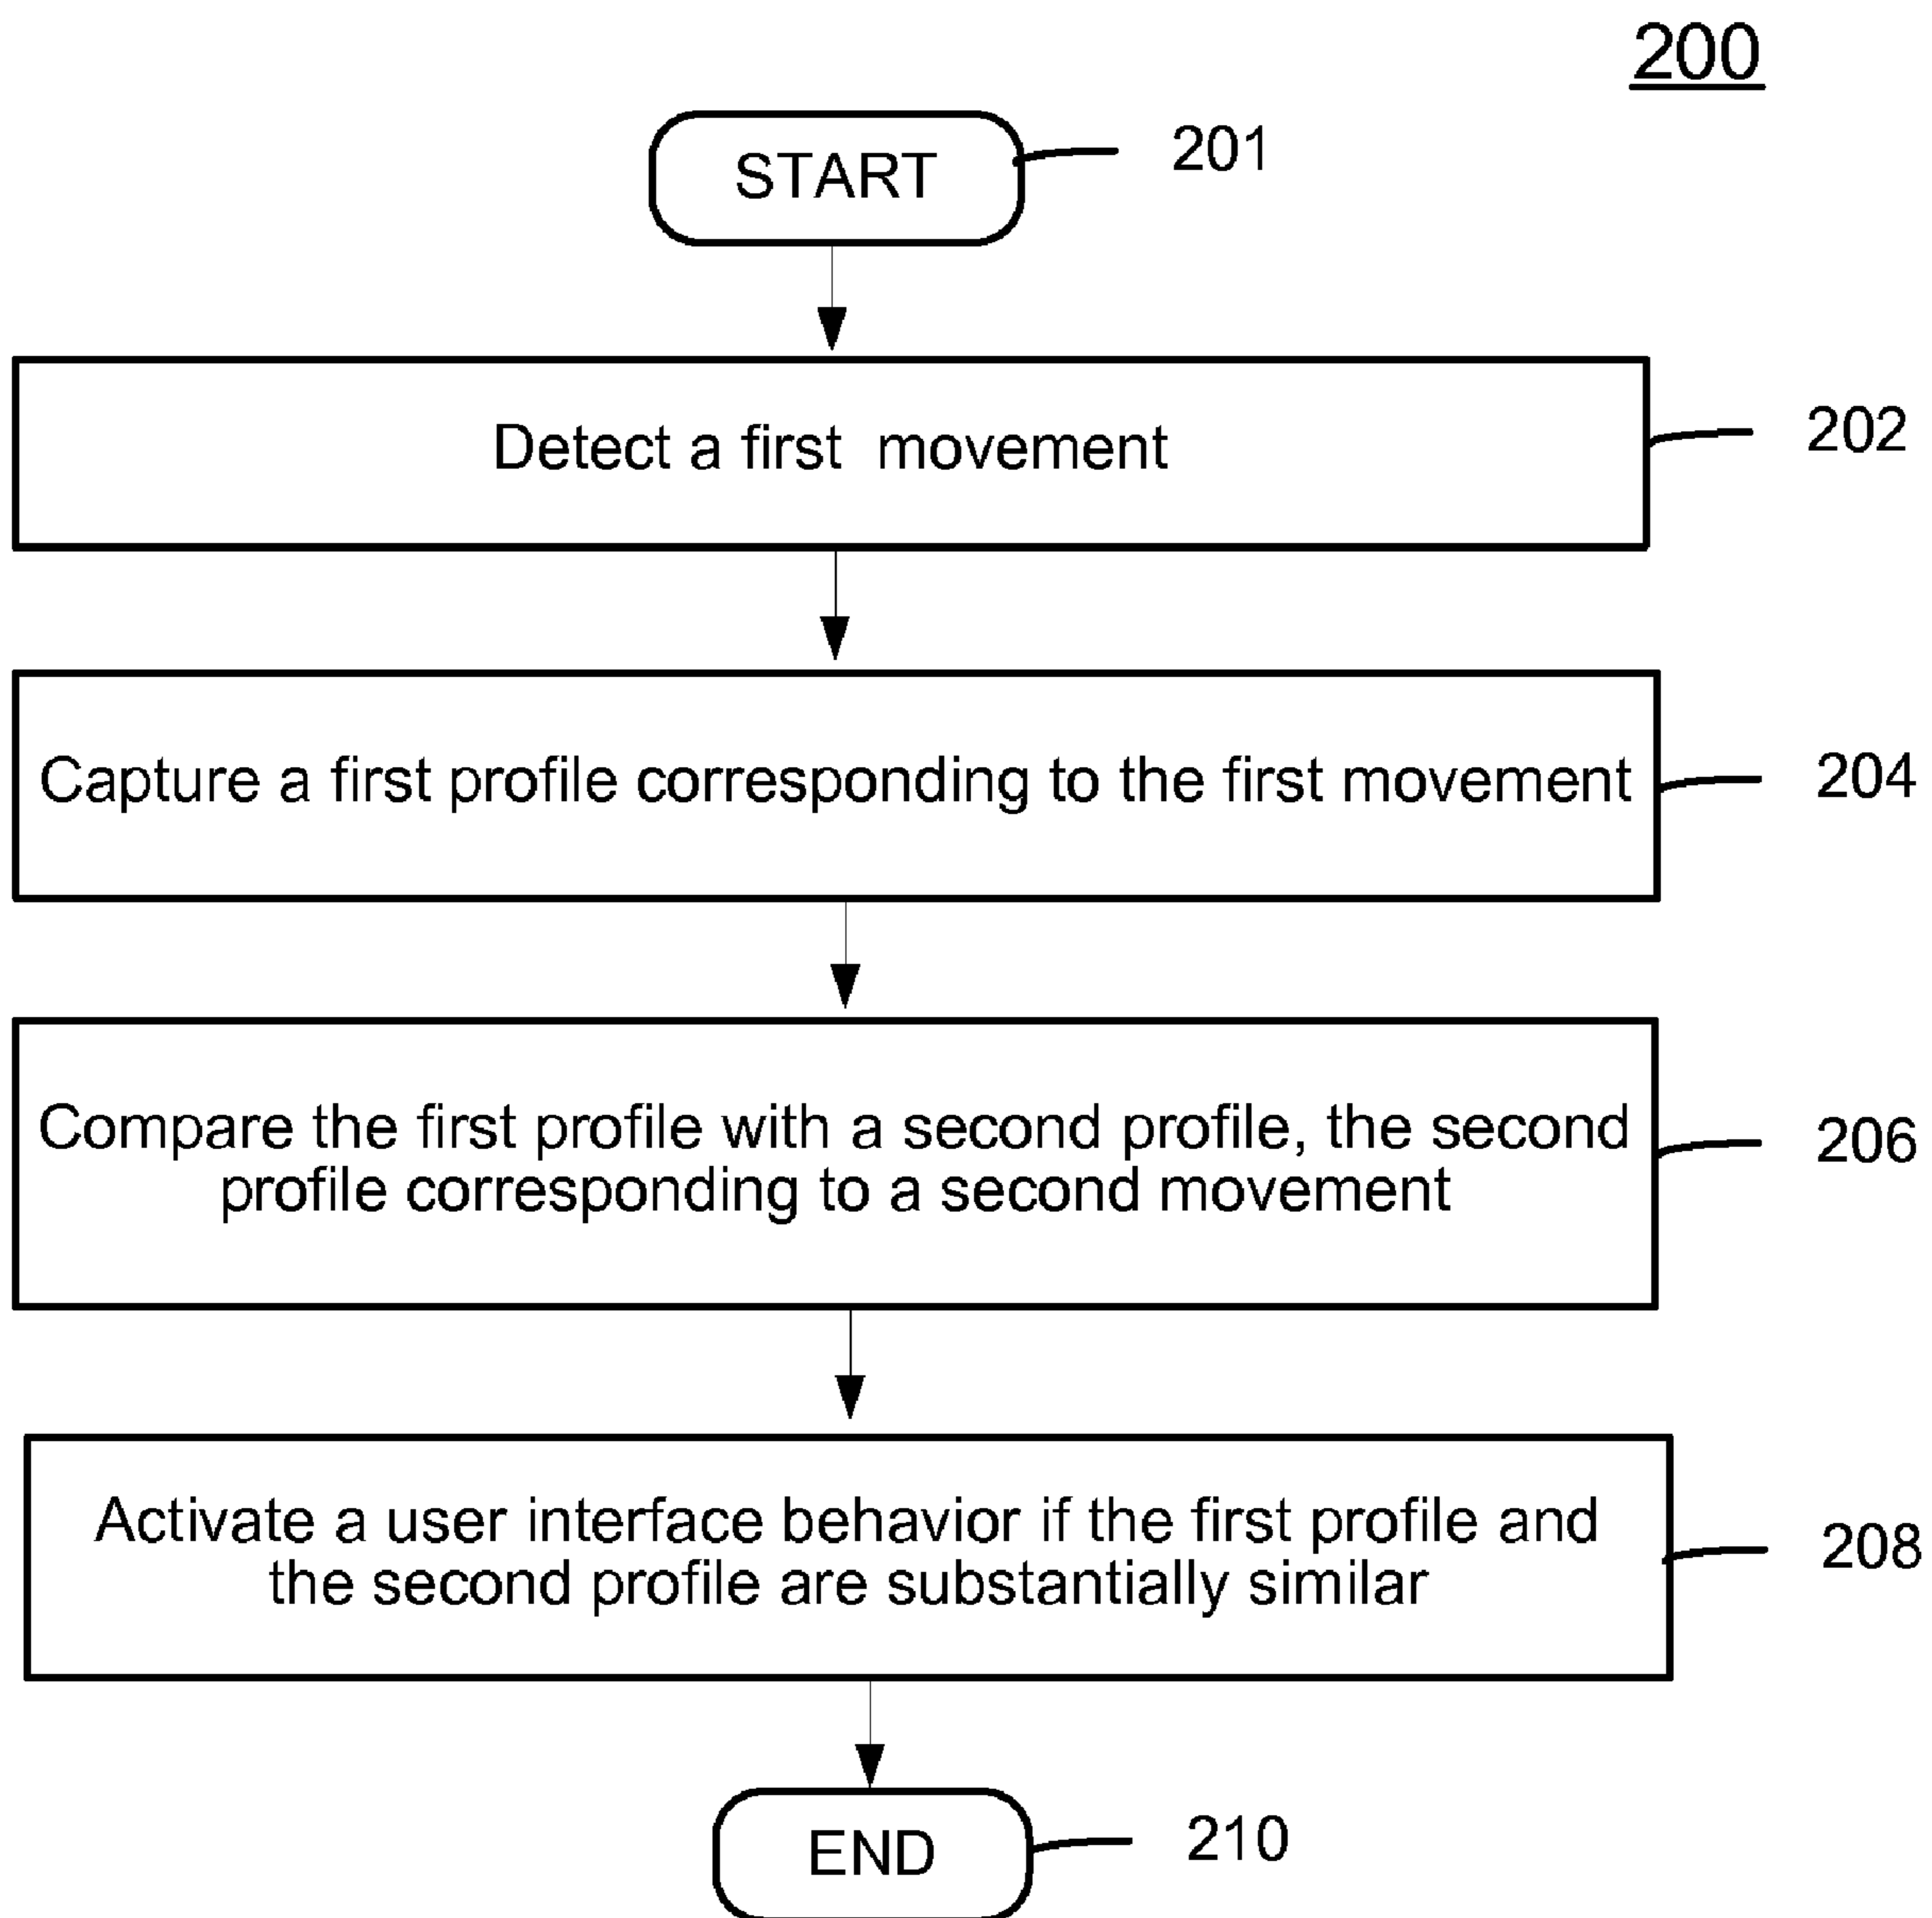 200
START
201
Detect a first movement
202
Capture a first profile corresponding to the first movement
204
Compare the first profile with a second profile, the second
profile corresponding to a second movement
206
Activate a user interface behavior if the first profile and
the second profile are substantially similar
208
END
210